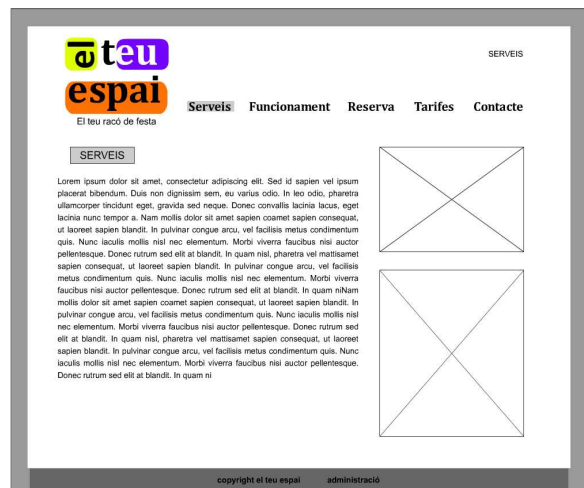 el teu
espai
El teu racó de festa
SERVEIS
Serveis Funcionament Reserva Tarifes Contacte
SERVEIS
Lorem ipsum dolor sit amet, consectetur adipiscing elit. Sed id sapien vel ipsum
placerat bibendum. Duis non dignissim sem, eu varius odio. In leo odio, pharetra
ullamcorper tincidunt eget, gravida sed neque. Donec convallis lacinia lacus, eget
lacinia nunc tempor a. Nam mollis dolor sit amet sapien coamet sapien consequat,
ut laoreet sapien blandit. In pulvinar congue arcu, vel facilisis metus condimentum
quis. Nunc iaculis mollis nisl nec elementum. Morbi viverra faucibus nisi auctor
pellentesque. Donec rutrum sed elit at blandit. In quam nisl, pharetra vel mattisamet
sapien consequat, ut laoreet sapien blandit. In pulvinar congue arcu, vel facilisis
metus condimentum quis. Nunc iaculis mollis nisl nec elementum. Morbi viverra
faucibus nisi auctor pellentesque. Donec rutrum sed elit at blandit. In quam niNam
mollis dolor sit amet sapien coamet sapien consequat, ut laoreet sapien blandit. In
pulvinar congue arcu, vel facilisis metus condimentum quis. Nunc iaculis mollis nisl
nec elementum. Morbi viverra faucibus nisi auctor pellentesque. Donec rutrum sed
elit at blandit. In quam nisl, pharetra vel mattisamet sapien consequat, ut laoreet
sapien blandit. In pulvinar congue arcu, vel facilisis metus condimentum quis. Nunc
iaculis mollis nisl nec elementum. Morbi viverra faucibus nisi auctor pellentesque.
Donec rutrum sed elit at blandit. In quam ni
copyright el teu espai administració